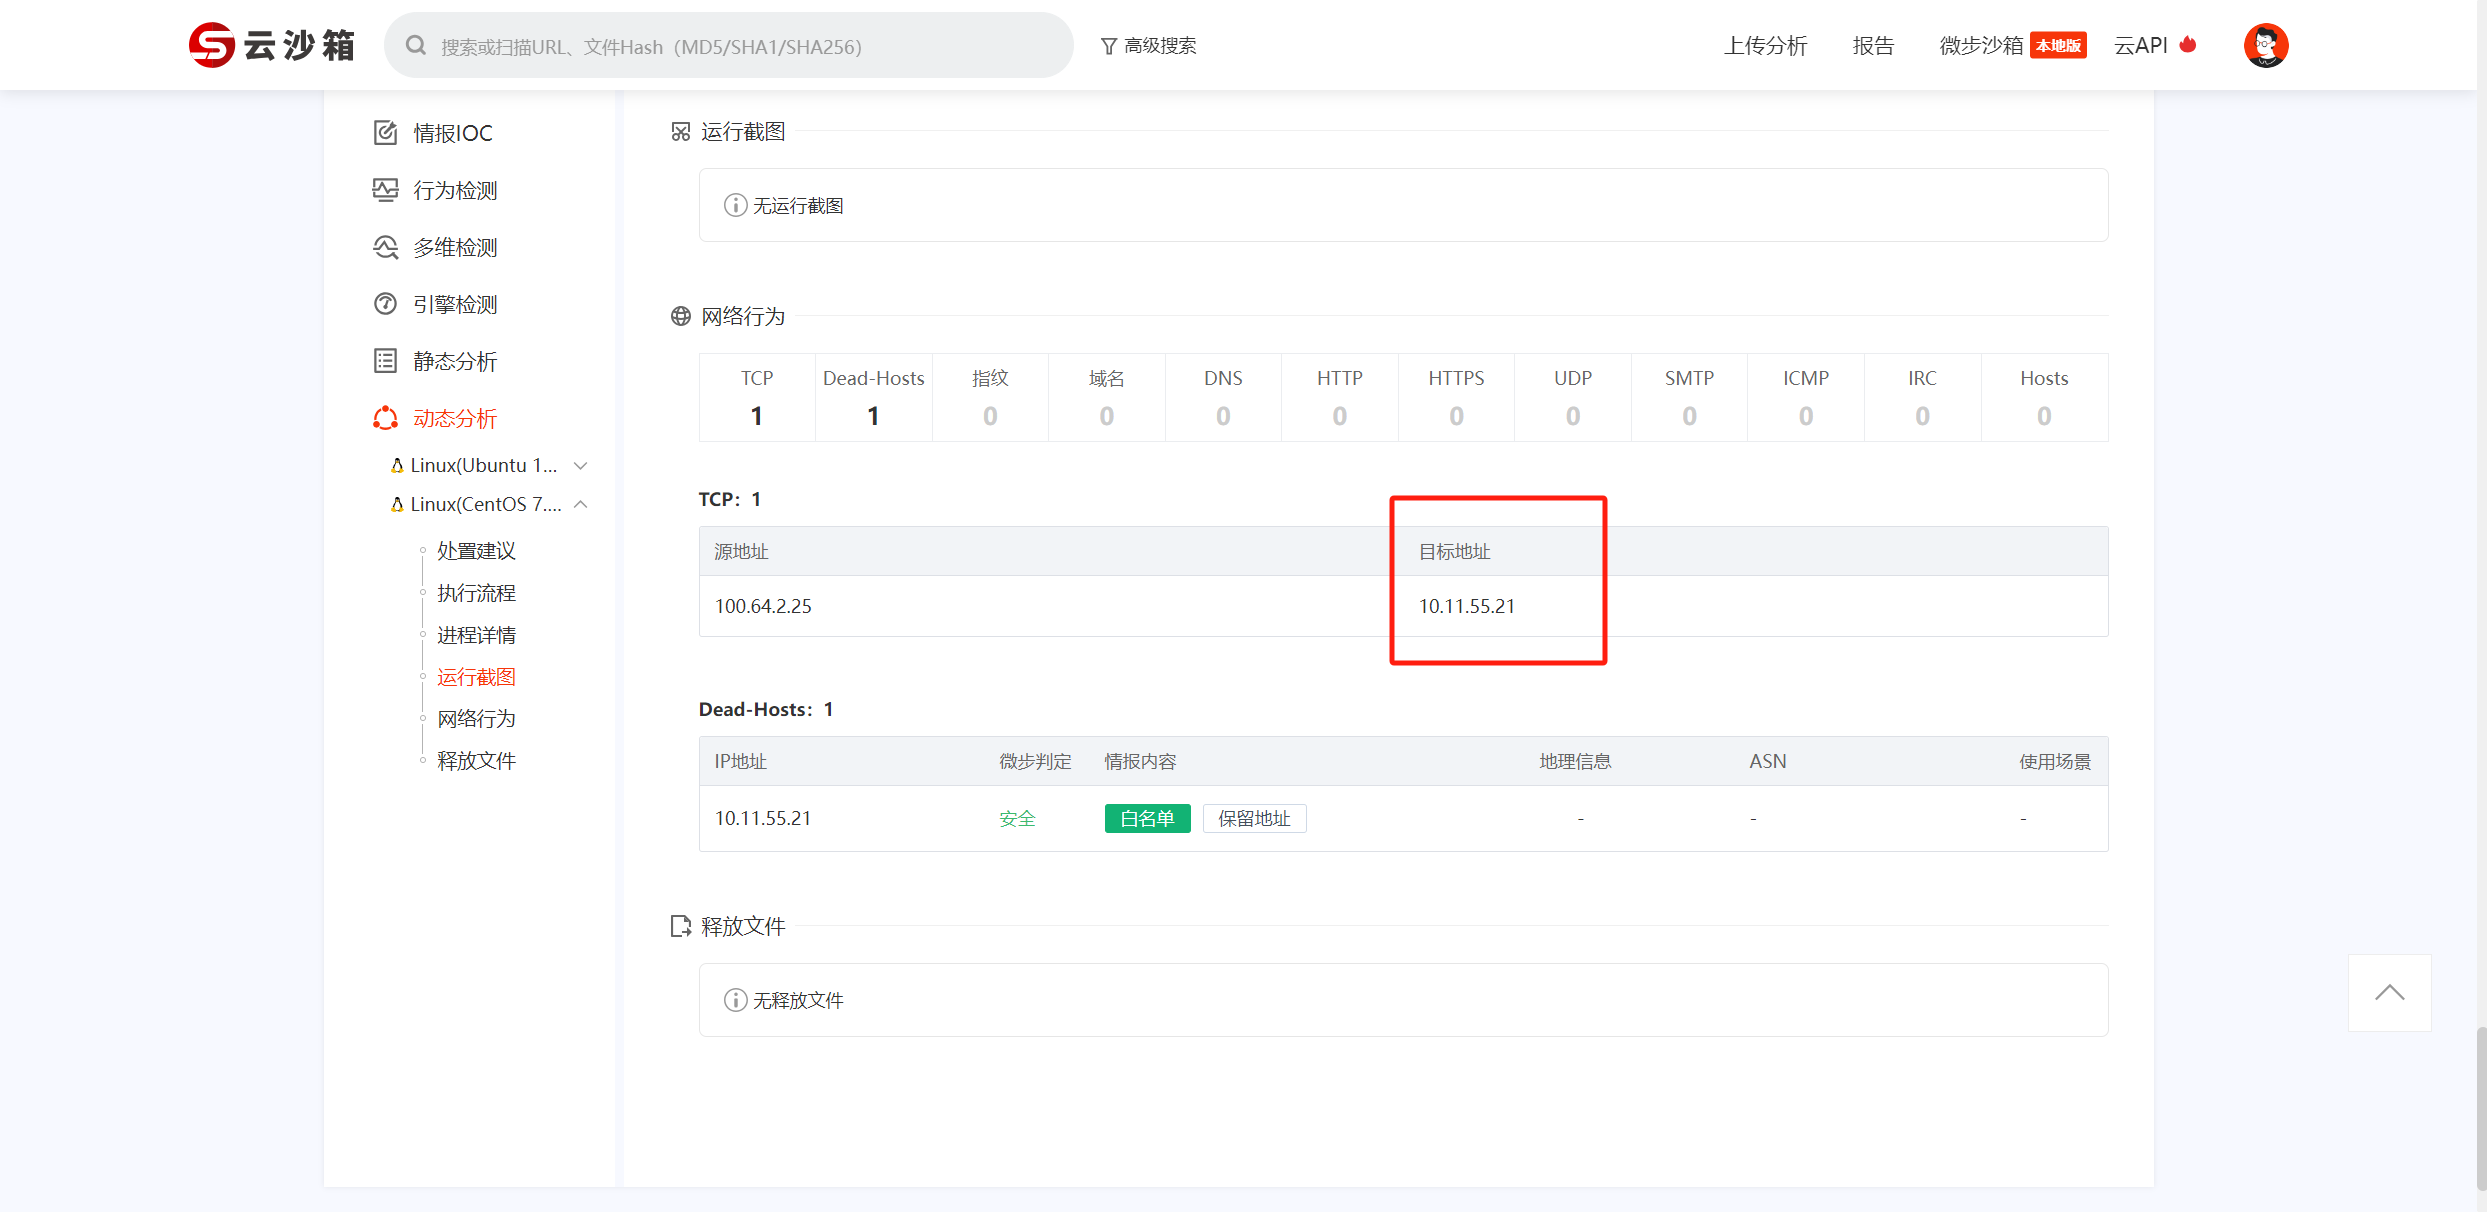 云沙箱
搜索或扫描URL、文件Hash（MD5/SHA1/SHA256）
高级搜索
上传分析
报告
微步沙箱 本地版
云API
情报IOC
行为检测
多维检测
引擎检测
静态分析
动态分析
Linux(Ubuntu 1...
Linux(CentOS 7....
处置建议
执行流程
进程详情
运行截图
网络行为
释放文件
运行截图
无运行截图
网络行为
TCP Dead-Hosts 指纹 域名 DNS HTTP HTTPS UDP SMTP ICMP IRC Hosts
1 1 0 0 0 0 0 0 0 0 0 0
TCP：1
源地址 目标地址
100.64.2.25 10.11.55.21
Dead-Hosts：1
IP地址 微步判定 情报内容 地理信息 ASN 使用场景
10.11.55.21 安全 白名单 保留地址 - - -
释放文件
无释放文件